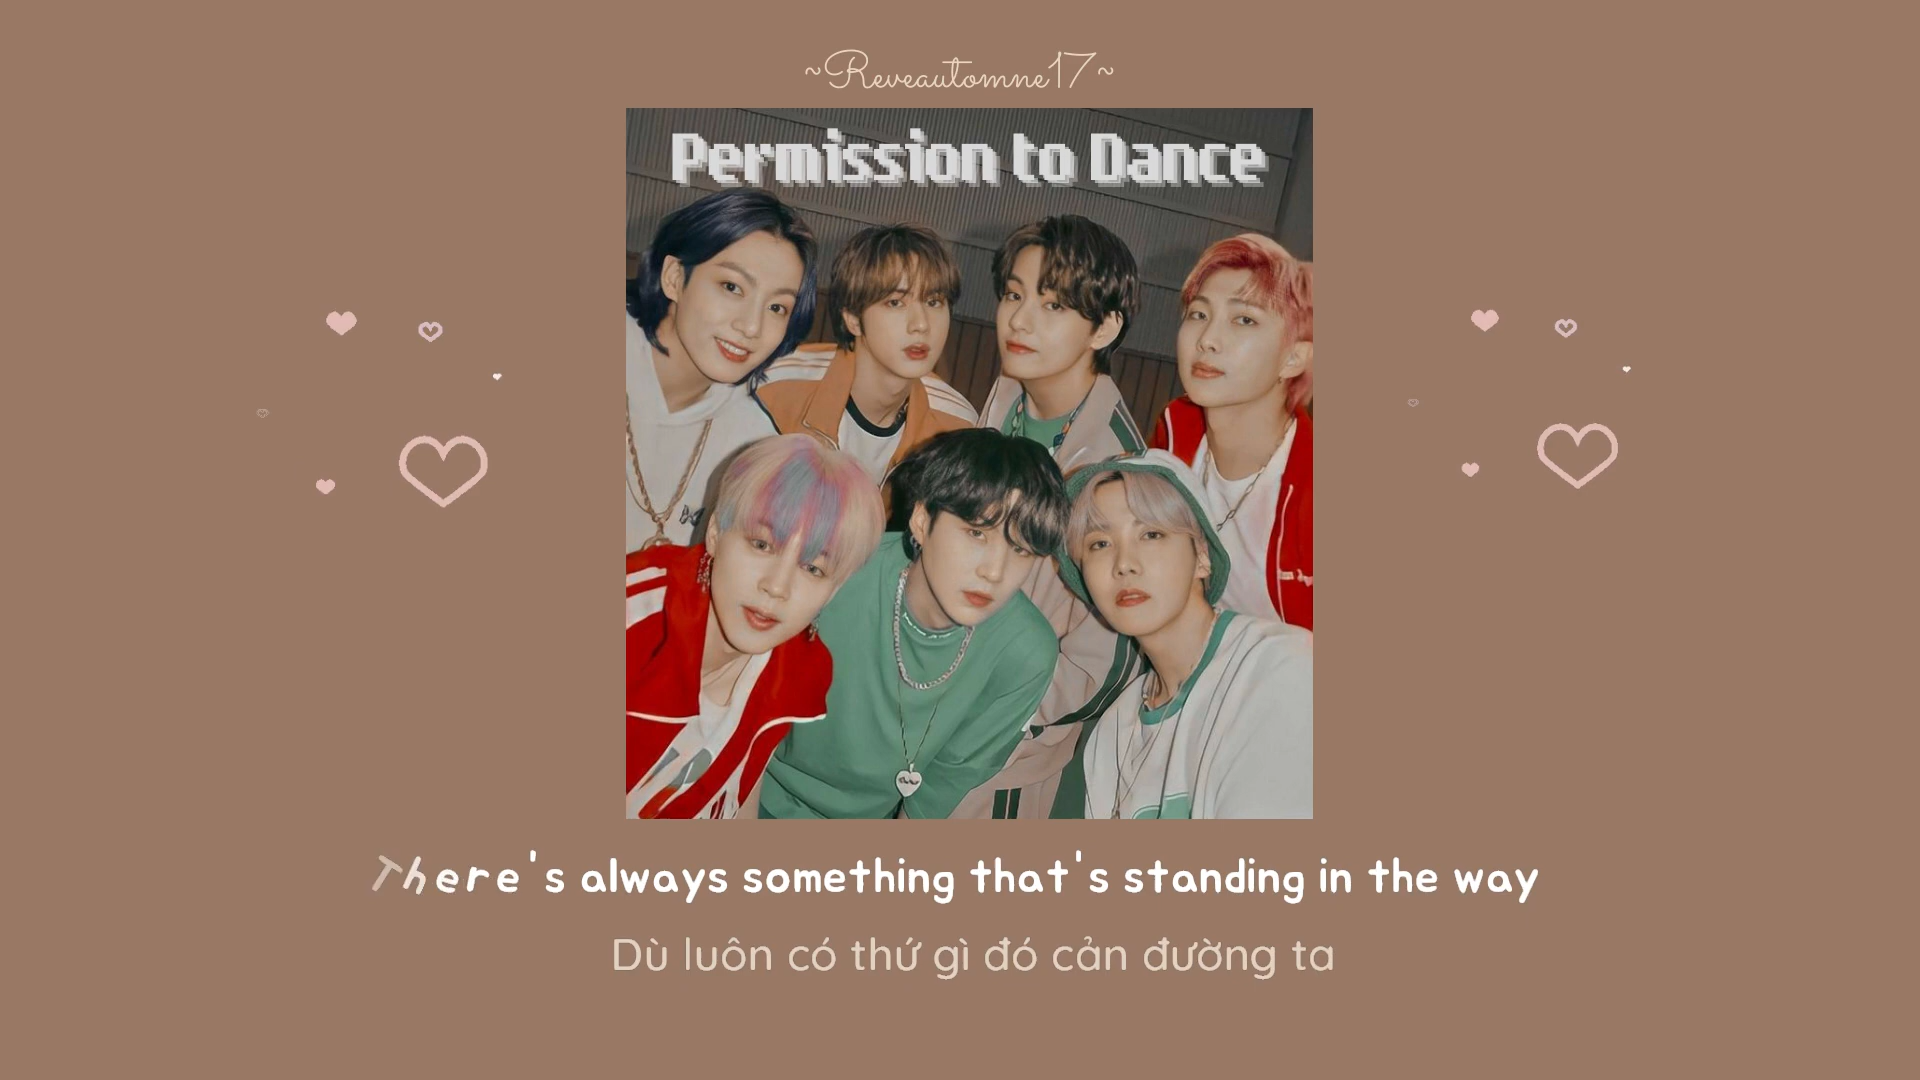 ~Reveautomne17~
Permission to Dance
There's always something that's standing in the way
Dù luôn có thứ gì đó cản đường ta